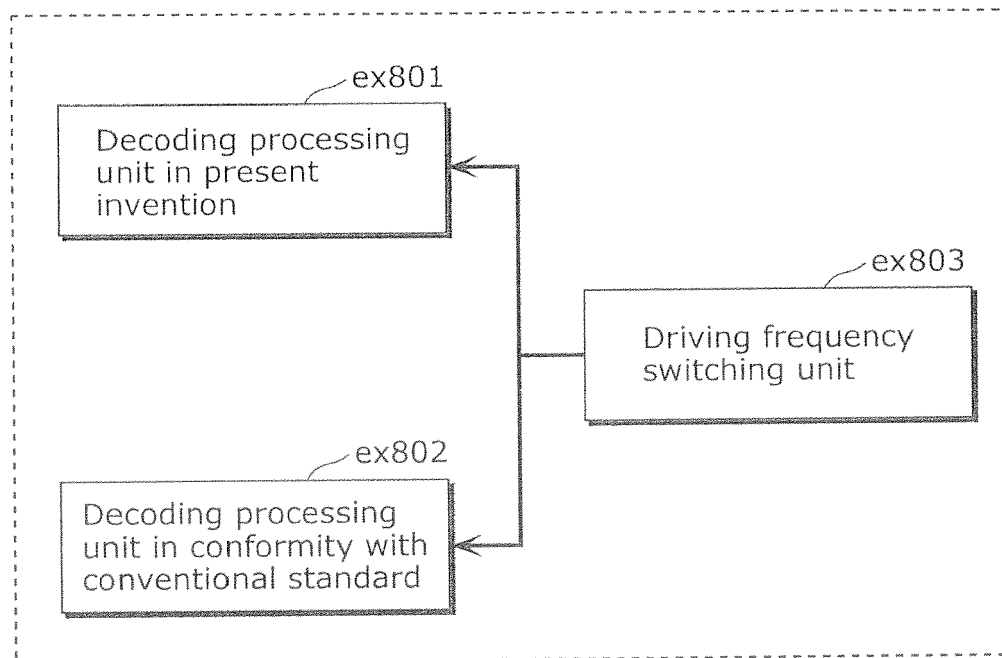 ex801
Decoding processing
unit in present
invention
ex803
Driving frequency
switching unit
ex802
Decoding processing
unit in conformity with
conventional standard